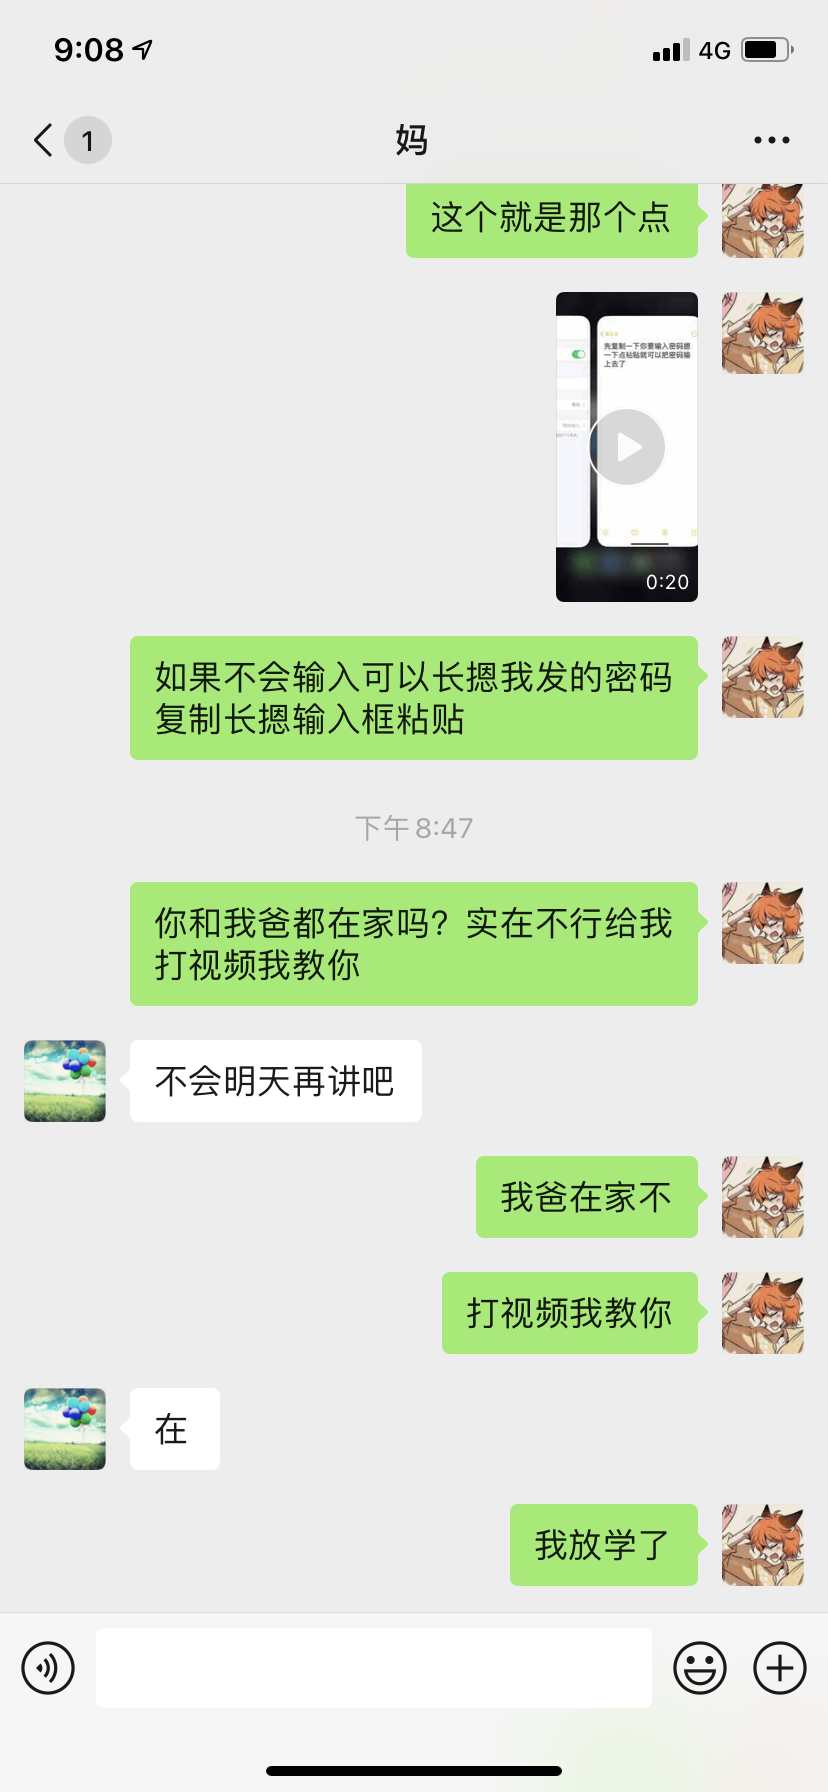 9:08
4G
1
妈
这个就是那个点
先复制一下你要输入密码摁
一下点粘贴就可以把密码输
上去了
0:20
如果不会输入可以长摁我发的密码
复制长摁输入框粘贴
下午 8:47
你和我爸都在家吗？实在不行给我
打视频我教你
不会明天再讲吧
我爸在家不
打视频我教你
在
我放学了